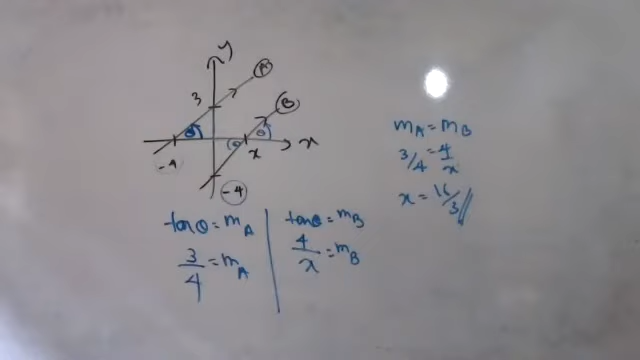 y
A
3
B
θ
θ
θ
-4
x
x
-4
tanθ = mA
3/4 = mA
tanθ = mB
4/x = mB
mA = mB
3/4 = 4/x
x = 16/3 //